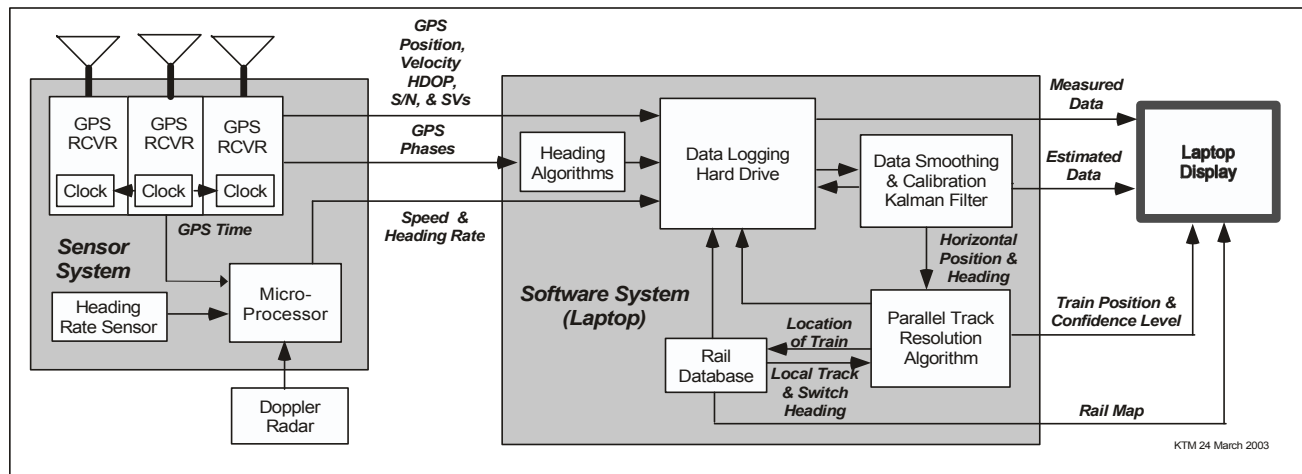 GPS
Position,
Velocity
HDOP,
S/N, & SVs
GPS
RCVR
GPS
RCVR
GPS
RCVR
Clock
Clock
Clock
GPS
Phases
GPS Time
Sensor
System
Heading
Rate Sensor
Micro-
Processor
Doppler
Radar
Speed &
Heading Rate
Heading
Algorithms
Data Logging
Hard Drive
Data Smoothing
& Calibration
Kalman Filter
Horizontal
Position &
Heading
Software System
(Laptop)
Location
of Train
Rail
Database
Local Track
& Switch
Heading
Parallel Track
Resolution
Algorithm
Measured
Data
Estimated
Data
Laptop
Display
Train Position &
Confidence Level
Rail Map
KTM 24 March 2003